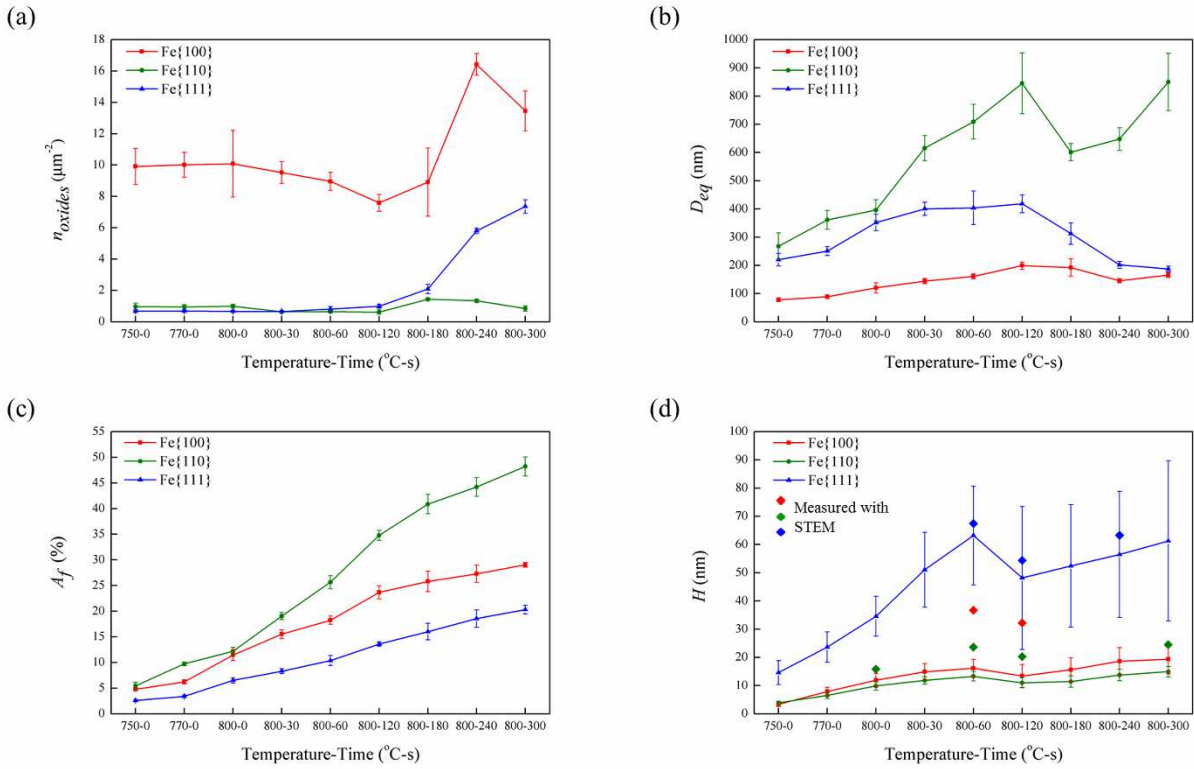 (a)
18
16
14
12
10
8
6
4
2
0
n_oxides (μm⁻²)
Fe{100}
Fe{110}
Fe{111}
750-0 770-0 800-0 800-30 800-60 800-120 800-180 800-240 800-300
Temperature-Time (°C-s)
(b)
1000
900
800
700
600
500
400
300
200
100
0
D_eq (nm)
Fe{100}
Fe{110}
Fe{111}
750-0 770-0 800-0 800-30 800-60 800-120 800-180 800-240 800-300
Temperature-Time (°C-s)
(c)
55
50
45
40
35
30
25
20
15
10
5
0
A_f (%)
Fe{100}
Fe{110}
Fe{111}
750-0 770-0 800-0 800-30 800-60 800-120 800-180 800-240 800-300
Temperature-Time (°C-s)
(d)
100
90
80
70
60
50
40
30
20
10
0
H (nm)
Fe{100}
Fe{110}
Fe{111}
Measured with
STEM
750-0 770-0 800-0 800-30 800-60 800-120 800-180 800-240 800-300
Temperature-Time (°C-s)